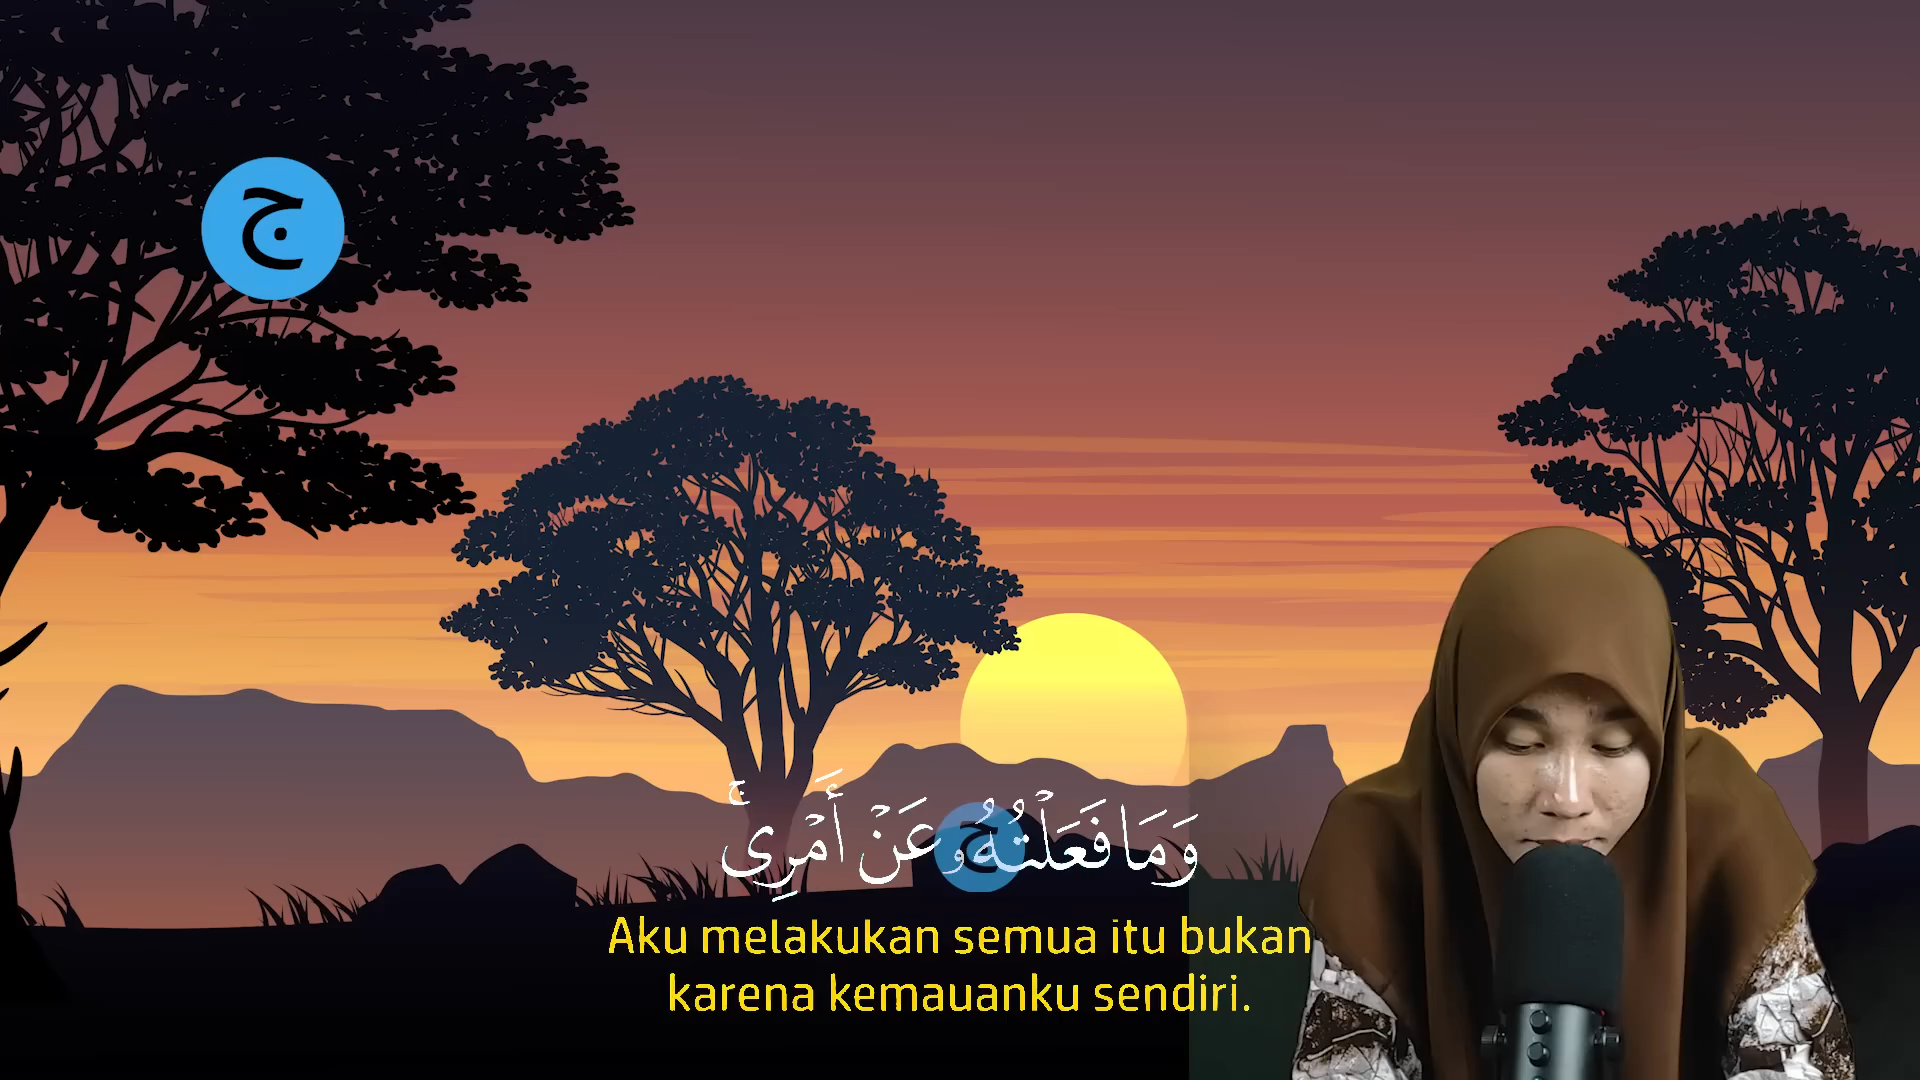 ج
وَمَا فَعَلْتُهُۥ عَنْ أَمْرِىۚ
ج
Aku melakukan semua itu bukan
karena kemauanku sendiri.